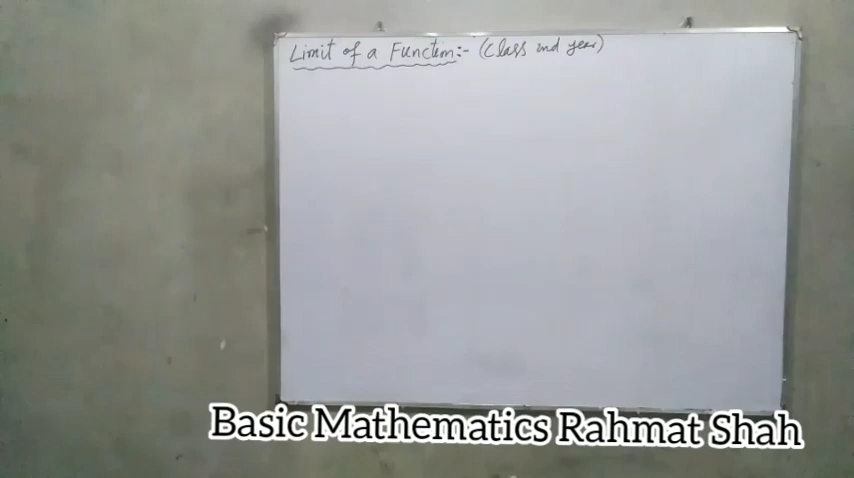 Limit of a Function:- (Class 2nd year)
Basic Mathematics Rahmat Shah